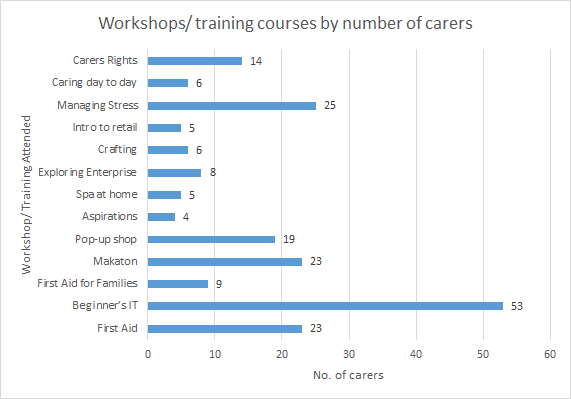 Workshops/ training courses by number of carers
Workshop/ Training Attended
Carers Rights 14
Caring day to day 6
Managing Stress 25
Intro to retail 5
Crafting 6
Exploring Enterprise 8
Spa at home 5
Aspirations 4
Pop-up shop 19
Makaton 23
First Aid for Families 9
Beginner's IT 53
First Aid 23
0 10 20 30 40 50 60
No. of carers